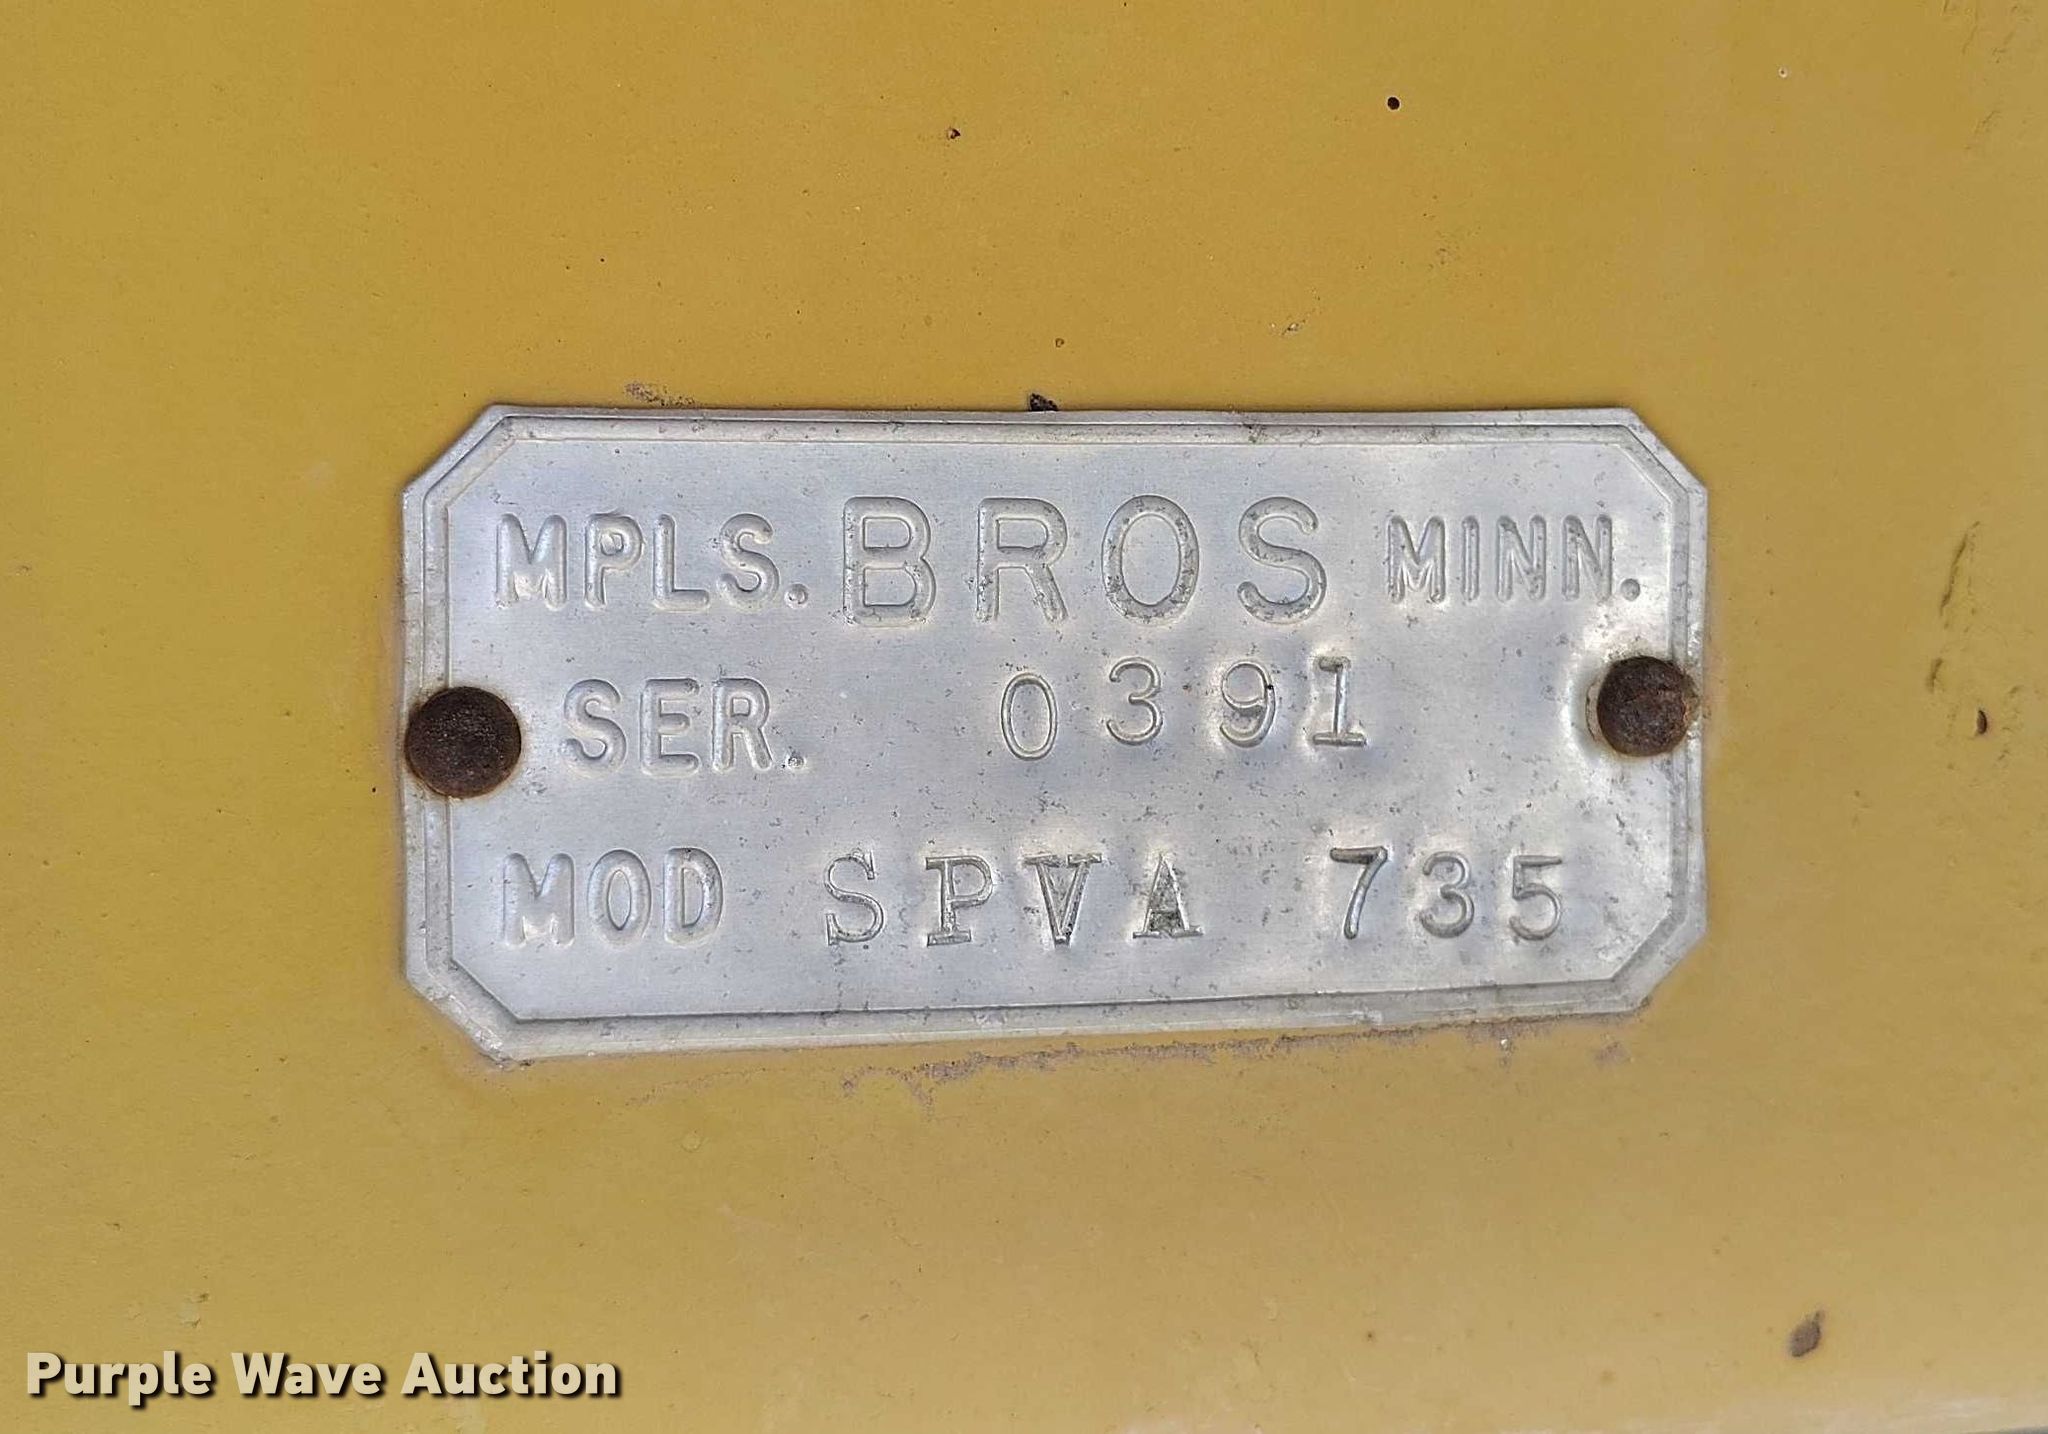 MPLS. BROS MINN.
SER. 0391
MOD SPVA 735
Purple Wave Auction